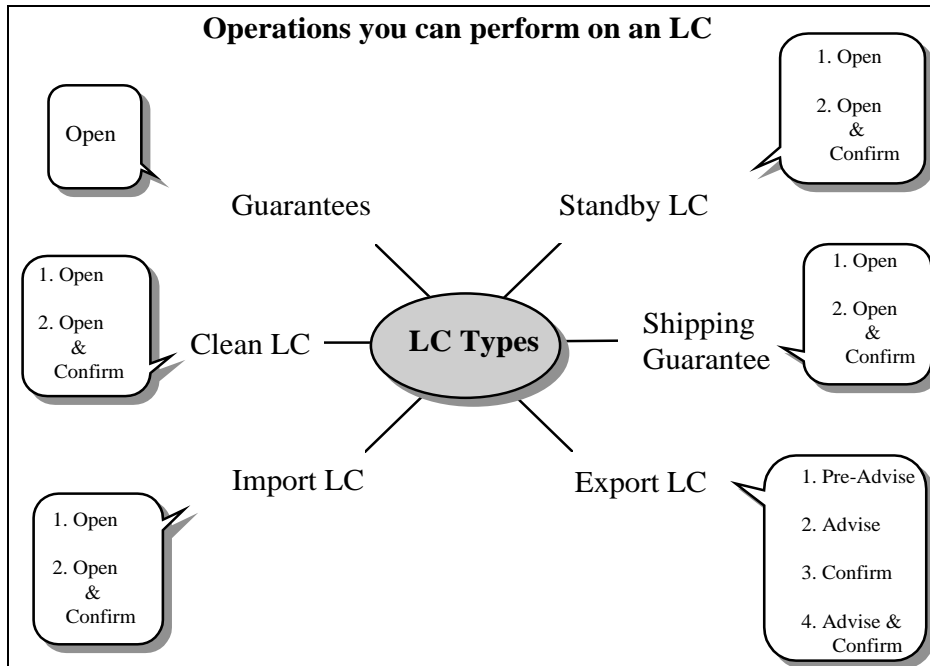 Operations you can perform on an LC
Open
Guarantees
1. Open
2. Open
&
Confirm
Standby LC
1. Open
2. Open
&
Confirm
Clean LC
LC Types
Shipping
Guarantee
1. Open
2. Open
&
Confirm
1. Open
2. Open
&
Confirm
Import LC
Export LC
1. Pre-Advise
2. Advise
3. Confirm
4. Advise &
Confirm